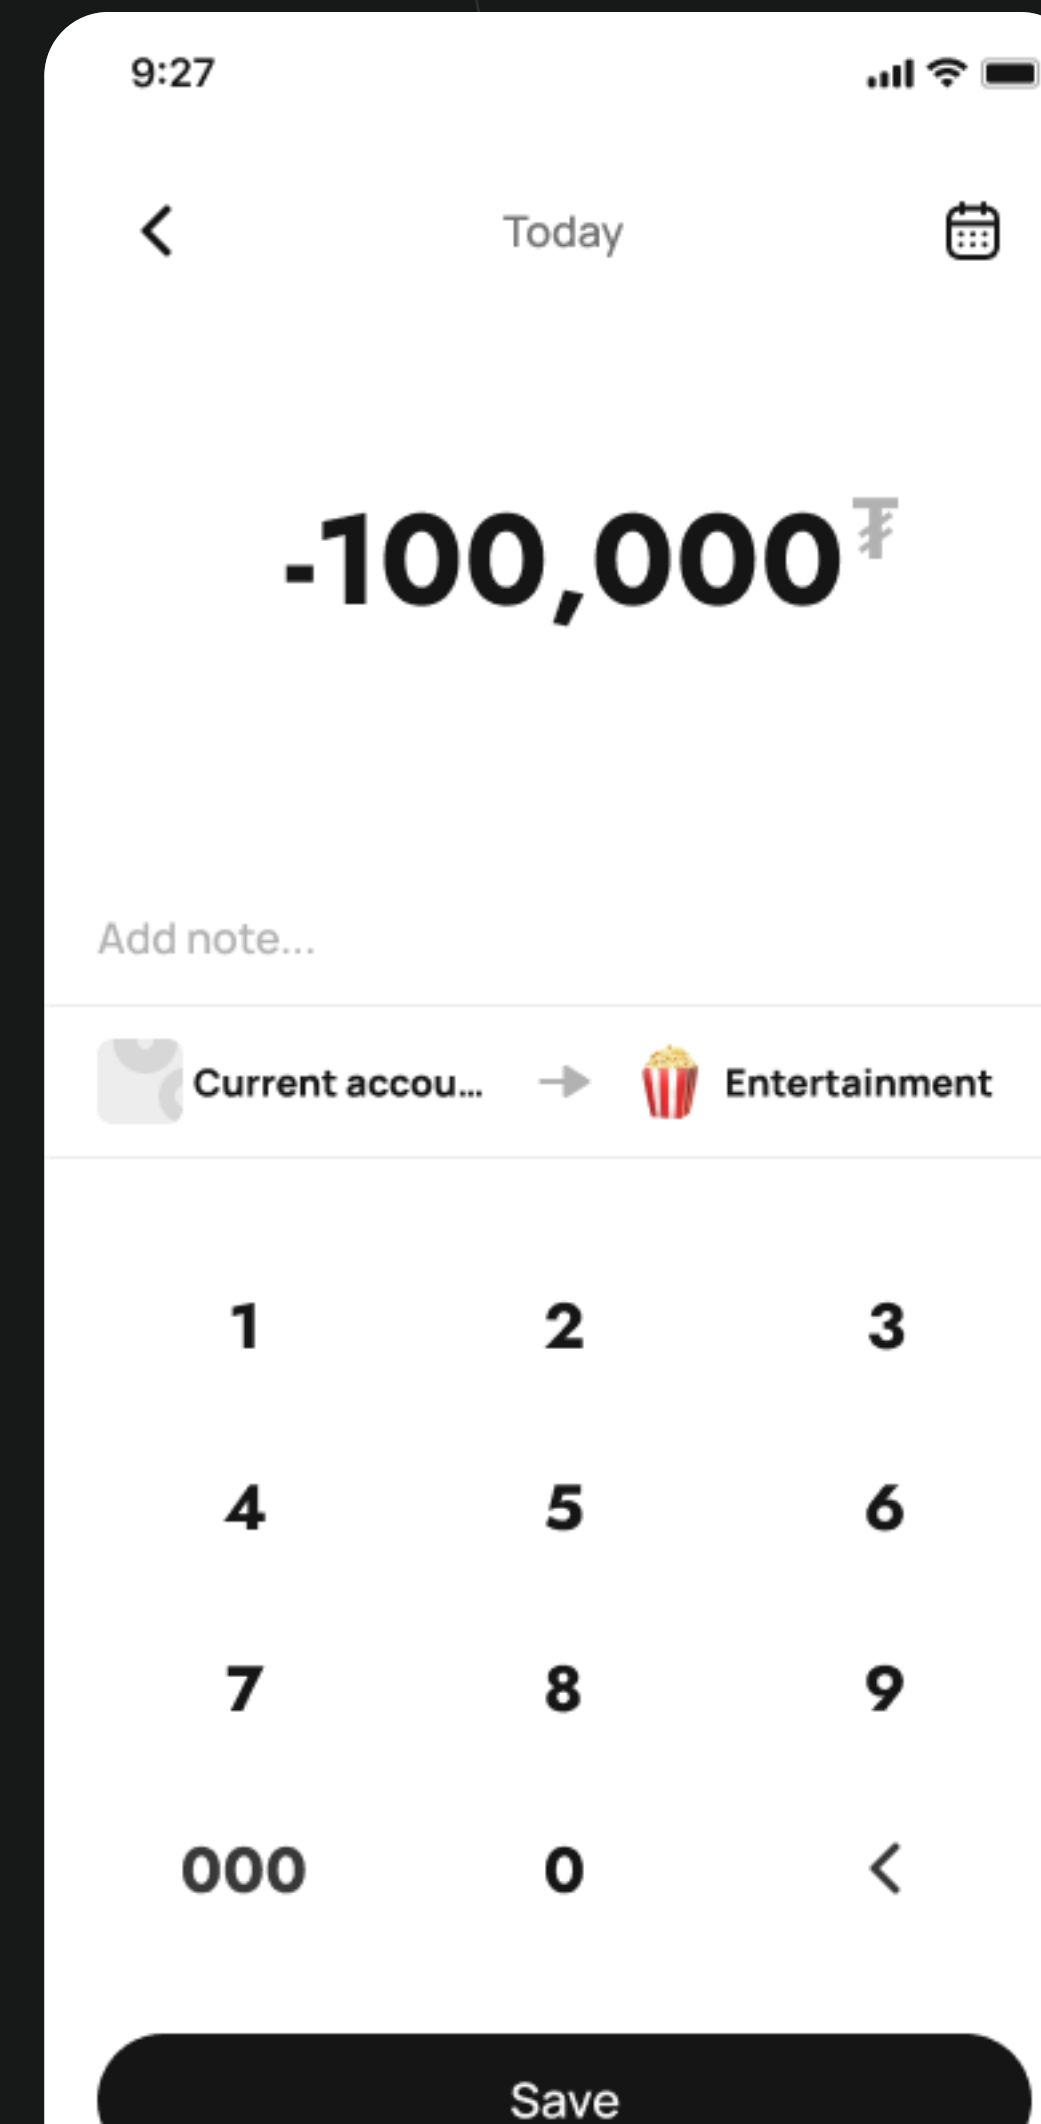 9:27
Today
-100,000₮
Add note...
Current accou... Entertainment
1 2 3
4 5 6
7 8 9
000 0
Save